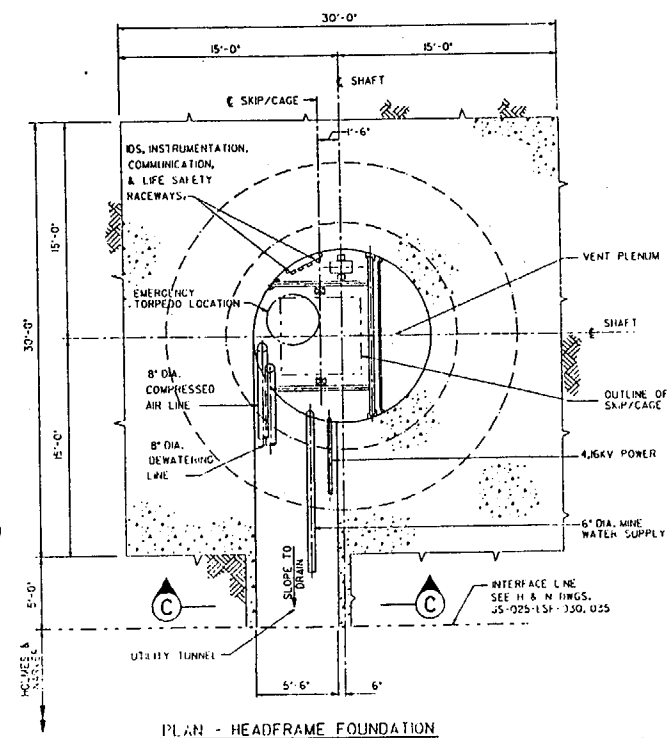 30'-0"
15'-0" 15'-0"
℄ SHAFT
℄ SKIP/CAGE
1'-6"
IDS, INSTRUMENTATION,
COMMUNICATION,
& LIFE SAFETY
RACEWAYS.
15'-0"
30'-0"
15'-0"
VENT PLENUM
EMERGENCY
TORPEDO LOCATION
℄ SHAFT
8" DIA.
COMPRESSED
AIR LINE
OUTLINE OF
SKIP/CAGE
8" DIA.
DEWATERING
LINE
4.16KV POWER
6" DIA. MINE
WATER SUPPLY
SLOPE TO
DRAIN
5'-0"
C C
INTERFACE LINE
SEE H & N DWGS.
HOLMES &
UTILITY TUNNEL
5'-6" 6"
PLAN - HEADFRAME FOUNDATION